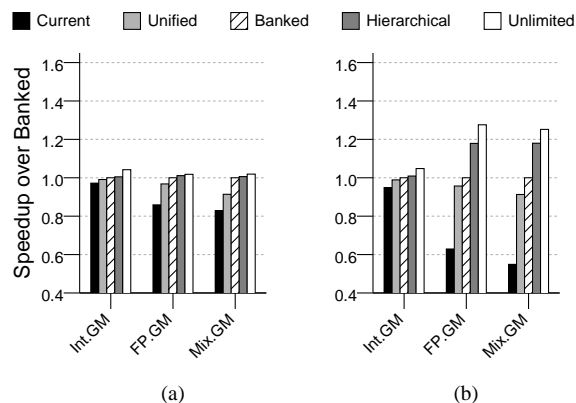 Current Unified Banked Hierarchical Unlimited
Speedup over Banked
1.6
1.4
1.2
1.0
0.8
0.6
0.4
Int.GM
FP.GM
Mix.GM
(a)
1.6
1.4
1.2
1.0
0.8
0.6
0.4
Int.GM
FP.GM
Mix.GM
(b)